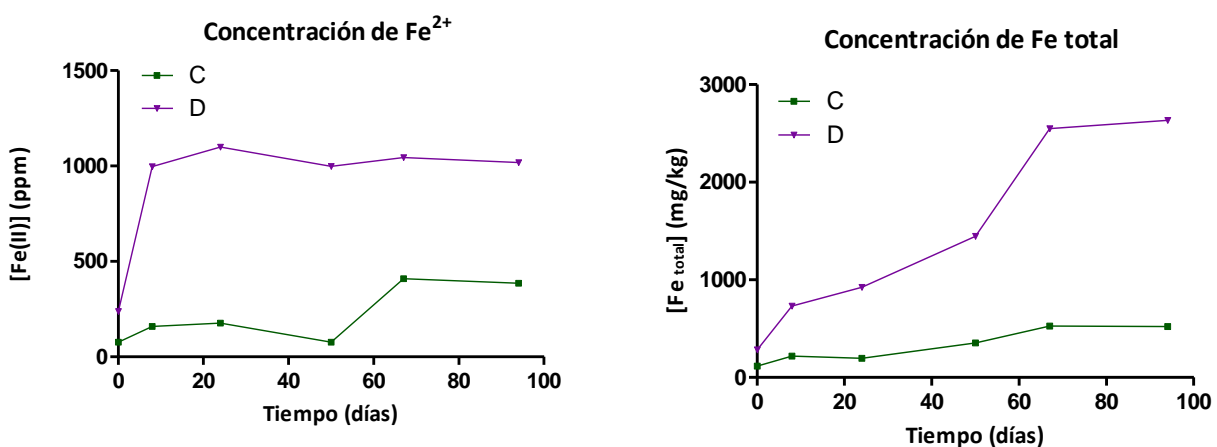 Concentración de Fe2+
[Fe(II)] (ppm)
1500
1000
500
0
C
D
0 20 40 60 80 100
Tiempo (días)
Concentración de Fe total
[Fe total] (mg/kg)
3000
2000
1000
0
C
D
0 20 40 60 80 100
Tiempo (días)